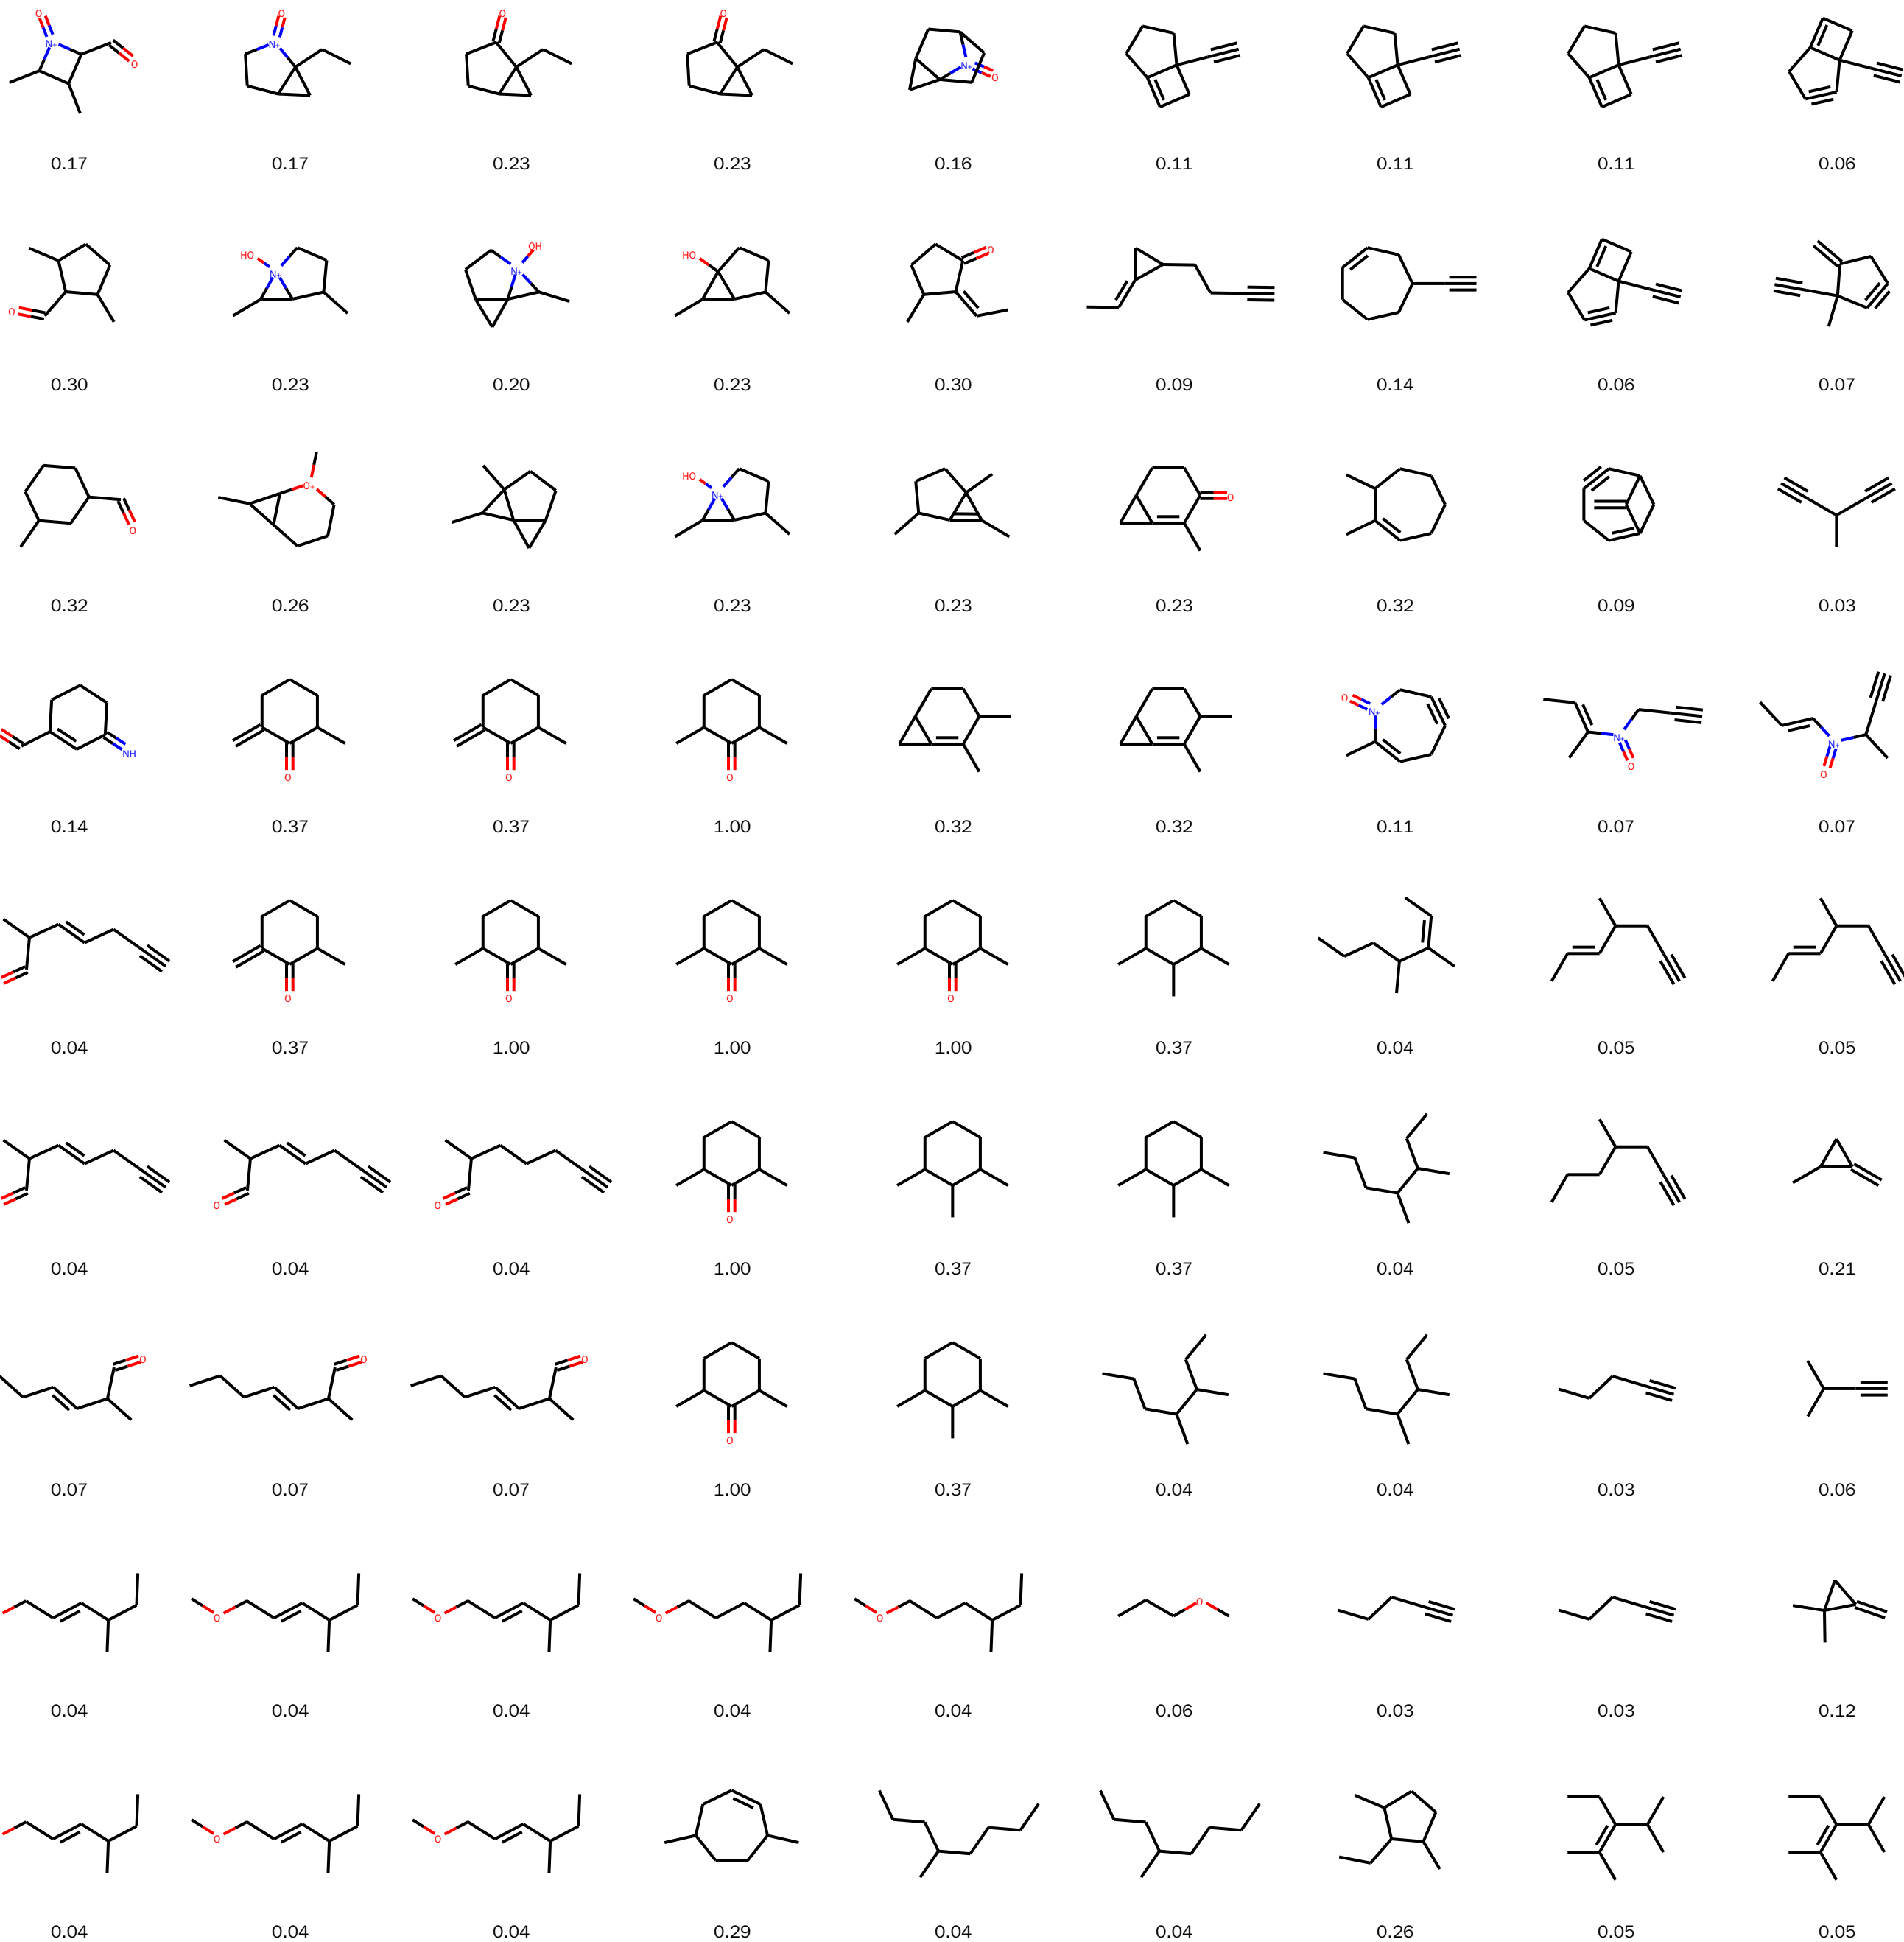 O O O O
N+ N+ N+
O O
0.17 0.17 0.23 0.23 0.16 0.11 0.11 0.11 0.06
HO OH HO O
N+ N+
O
0.30 0.23 0.20 0.23 0.30 0.09 0.14 0.06 0.07
HO
O+ N+ O
O
0.32 0.26 0.23 0.23 0.23 0.23 0.32 0.09 0.03
O
N+ N+ N+
NH O O O O O
0.14 0.37 0.37 1.00 0.32 0.32 0.11 0.07 0.07
O O O O
0.04 0.37 1.00 1.00 1.00 0.37 0.04 0.05 0.05
O O O
0.04 0.04 0.04 1.00 0.37 0.37 0.04 0.05 0.21
O O O
O
0.07 0.07 0.07 1.00 0.37 0.04 0.04 0.03 0.06
O O O O O
0.04 0.04 0.04 0.04 0.04 0.06 0.03 0.03 0.12
O O
0.04 0.04 0.04 0.29 0.04 0.04 0.26 0.05 0.05